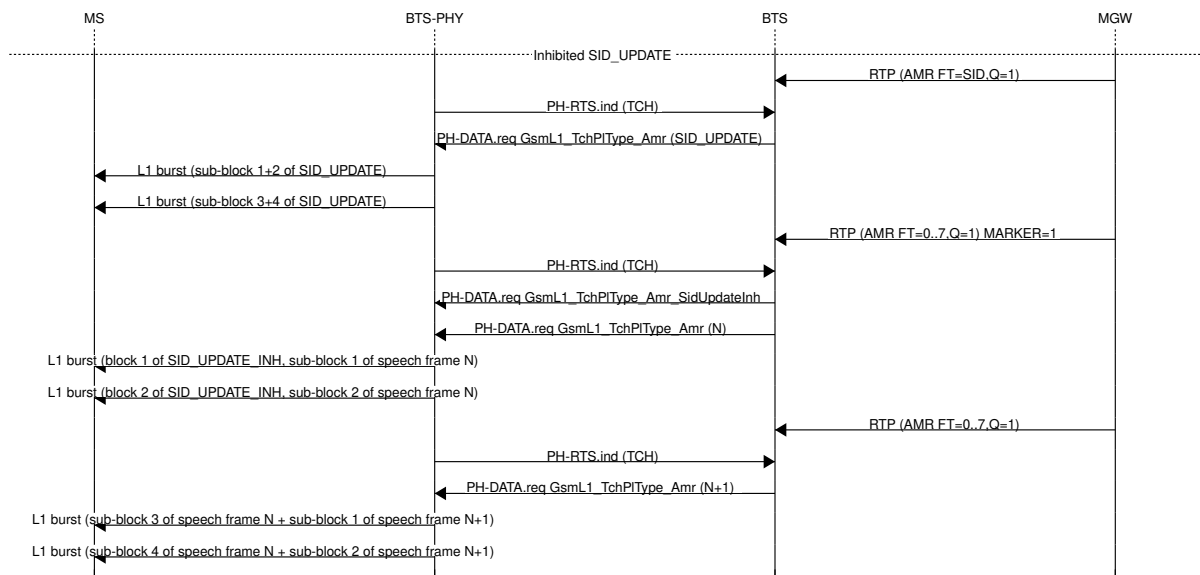 MS BTS-PHY BTS MGW
Inhibited SID_UPDATE
RTP (AMR FT=SID,Q=1)
PH-RTS.ind (TCH)
PH-DATA.req GsmL1_TchPlType_Amr (SID_UPDATE)
L1 burst (sub-block 1+2 of SID_UPDATE)
L1 burst (sub-block 3+4 of SID_UPDATE)
RTP (AMR FT=0..7,Q=1) MARKER=1
PH-RTS.ind (TCH)
PH-DATA.req GsmL1_TchPlType_Amr_SidUpdateInh
PH-DATA.req GsmL1_TchPlType_Amr (N)
L1 burst (block 1 of SID_UPDATE_INH, sub-block 1 of speech frame N)
L1 burst (block 2 of SID_UPDATE_INH, sub-block 2 of speech frame N)
RTP (AMR FT=0..7,Q=1)
PH-RTS.ind (TCH)
PH-DATA.req GsmL1_TchPlType_Amr (N+1)
L1 burst (sub-block 3 of speech frame N + sub-block 1 of speech frame N+1)
L1 burst (sub-block 4 of speech frame N + sub-block 2 of speech frame N+1)